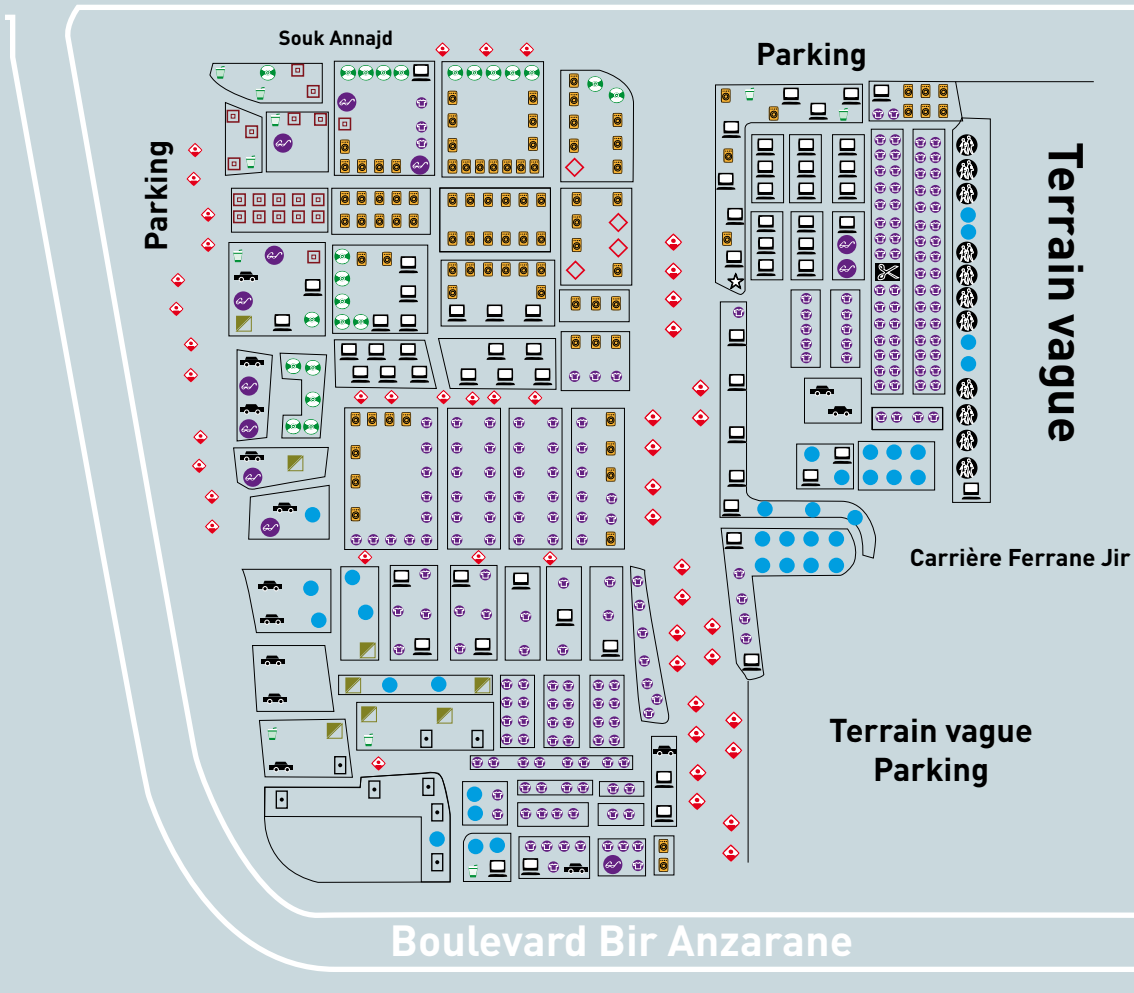 Souk Annajd
Parking
Parking
Terrain vague
Carrière Ferrane Jir
Terrain vague
Parking
Boulevard Bir Anzarane